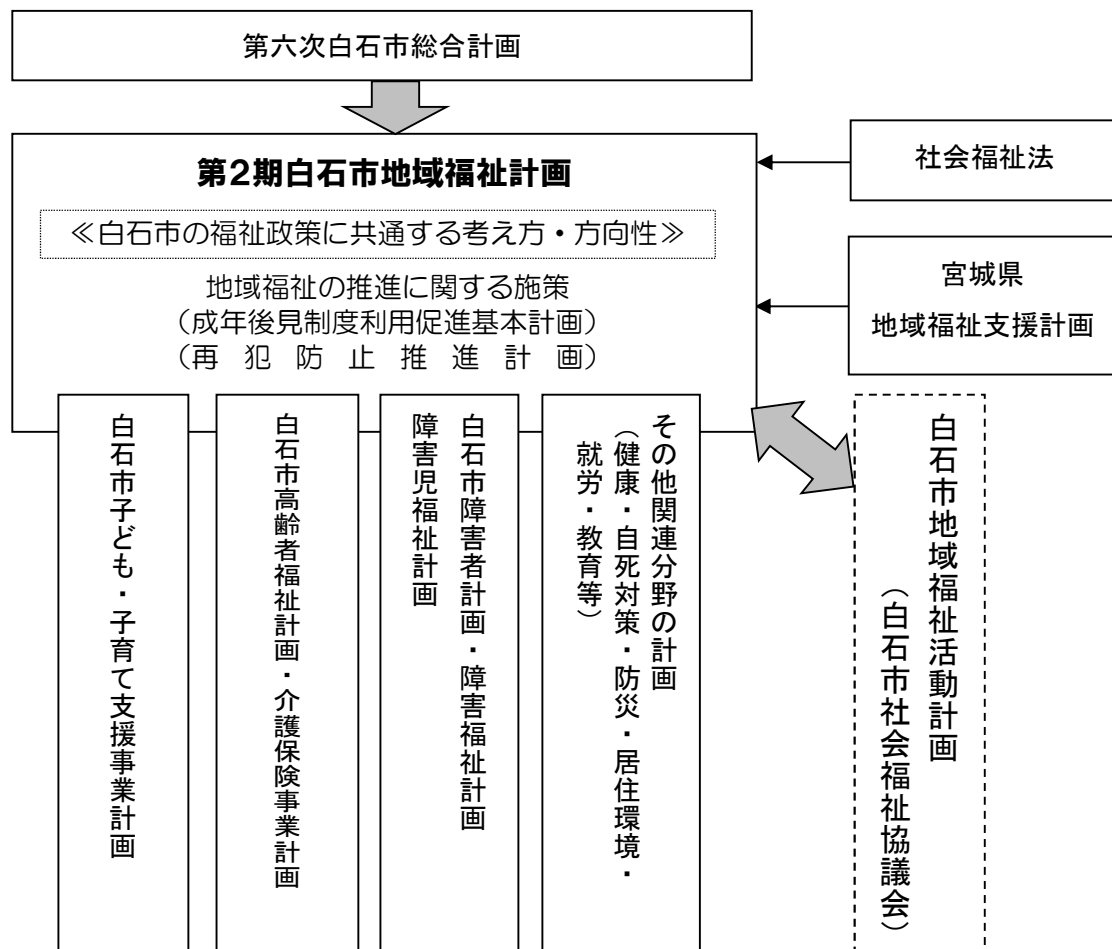 第六次白石市総合計画
第2期白石市地域福祉計画
≪白石市の福祉政策に共通する考え方・方向性≫
地域福祉の推進に関する施策
（成年後見制度利用促進基本計画）
（再犯防止推進計画）
社会福祉法
宮城県
地域福祉支援計画
白石市子ども・子育て支援事業計画
白石市高齢者福祉計画・介護保険事業計画
白石市障害者計画・障害福祉計画
障害児福祉計画
その他関連分野の計画
（健康・自死対策・防災・居住環境・
就労・教育等）
白石市地域福祉活動計画
（白石市社会福祉協議会）